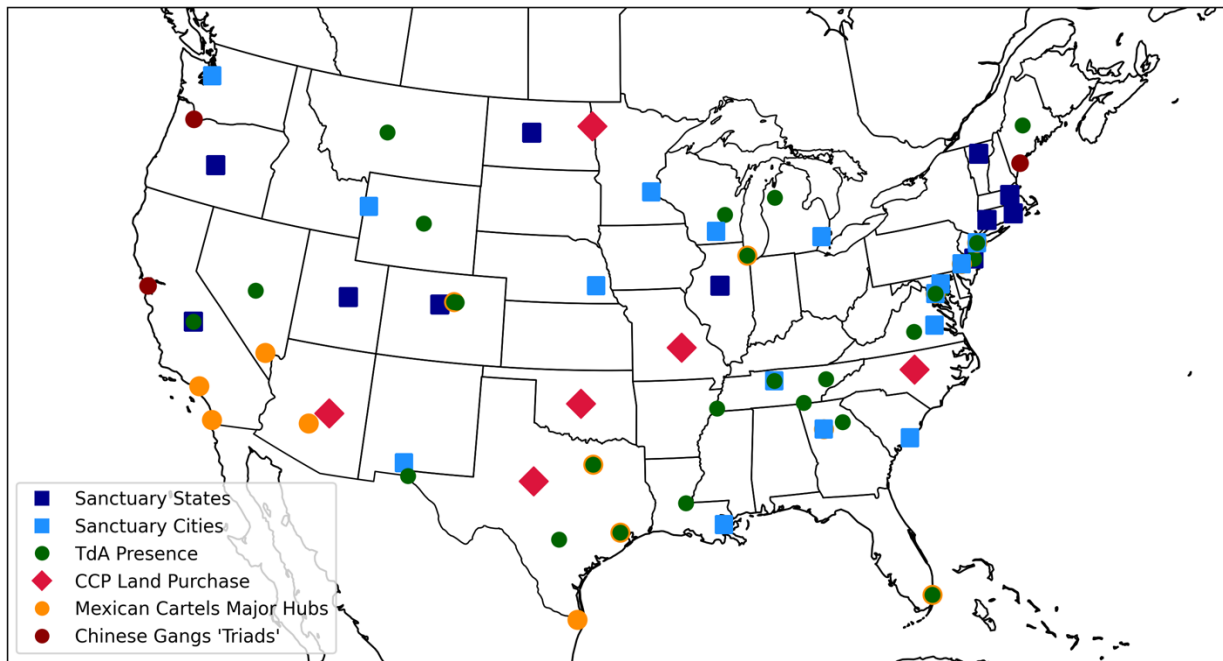 Sanctuary States
Sanctuary Cities
TdA Presence
CCP Land Purchase
Mexican Cartels Major Hubs
Chinese Gangs 'Triads'